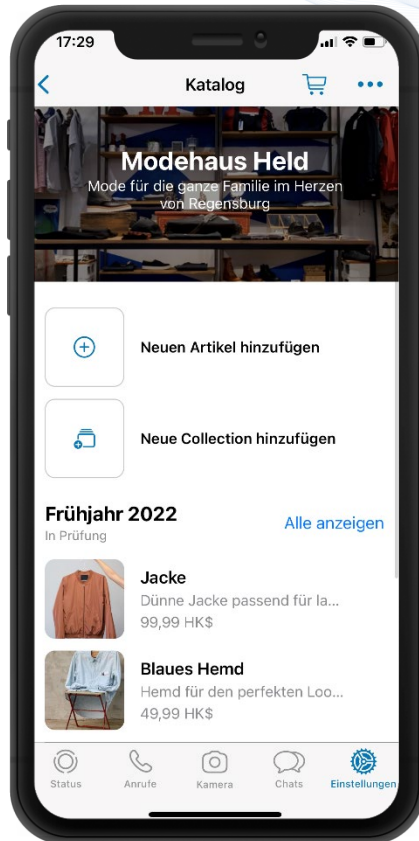 17:29
Katalog
Modehaus Held
Mode für die ganze Familie im Herzen
von Regensburg
Neuen Artikel hinzufügen
Neue Collection hinzufügen
Frühjahr 2022
Alle anzeigen
In Prüfung
Jacke
Dünne Jacke passend für la...
99,99 HK$
Blaues Hemd
Hemd für den perfekten Loo...
49,99 HK$
Status
Anrufe
Kamera
Chats
Einstellungen